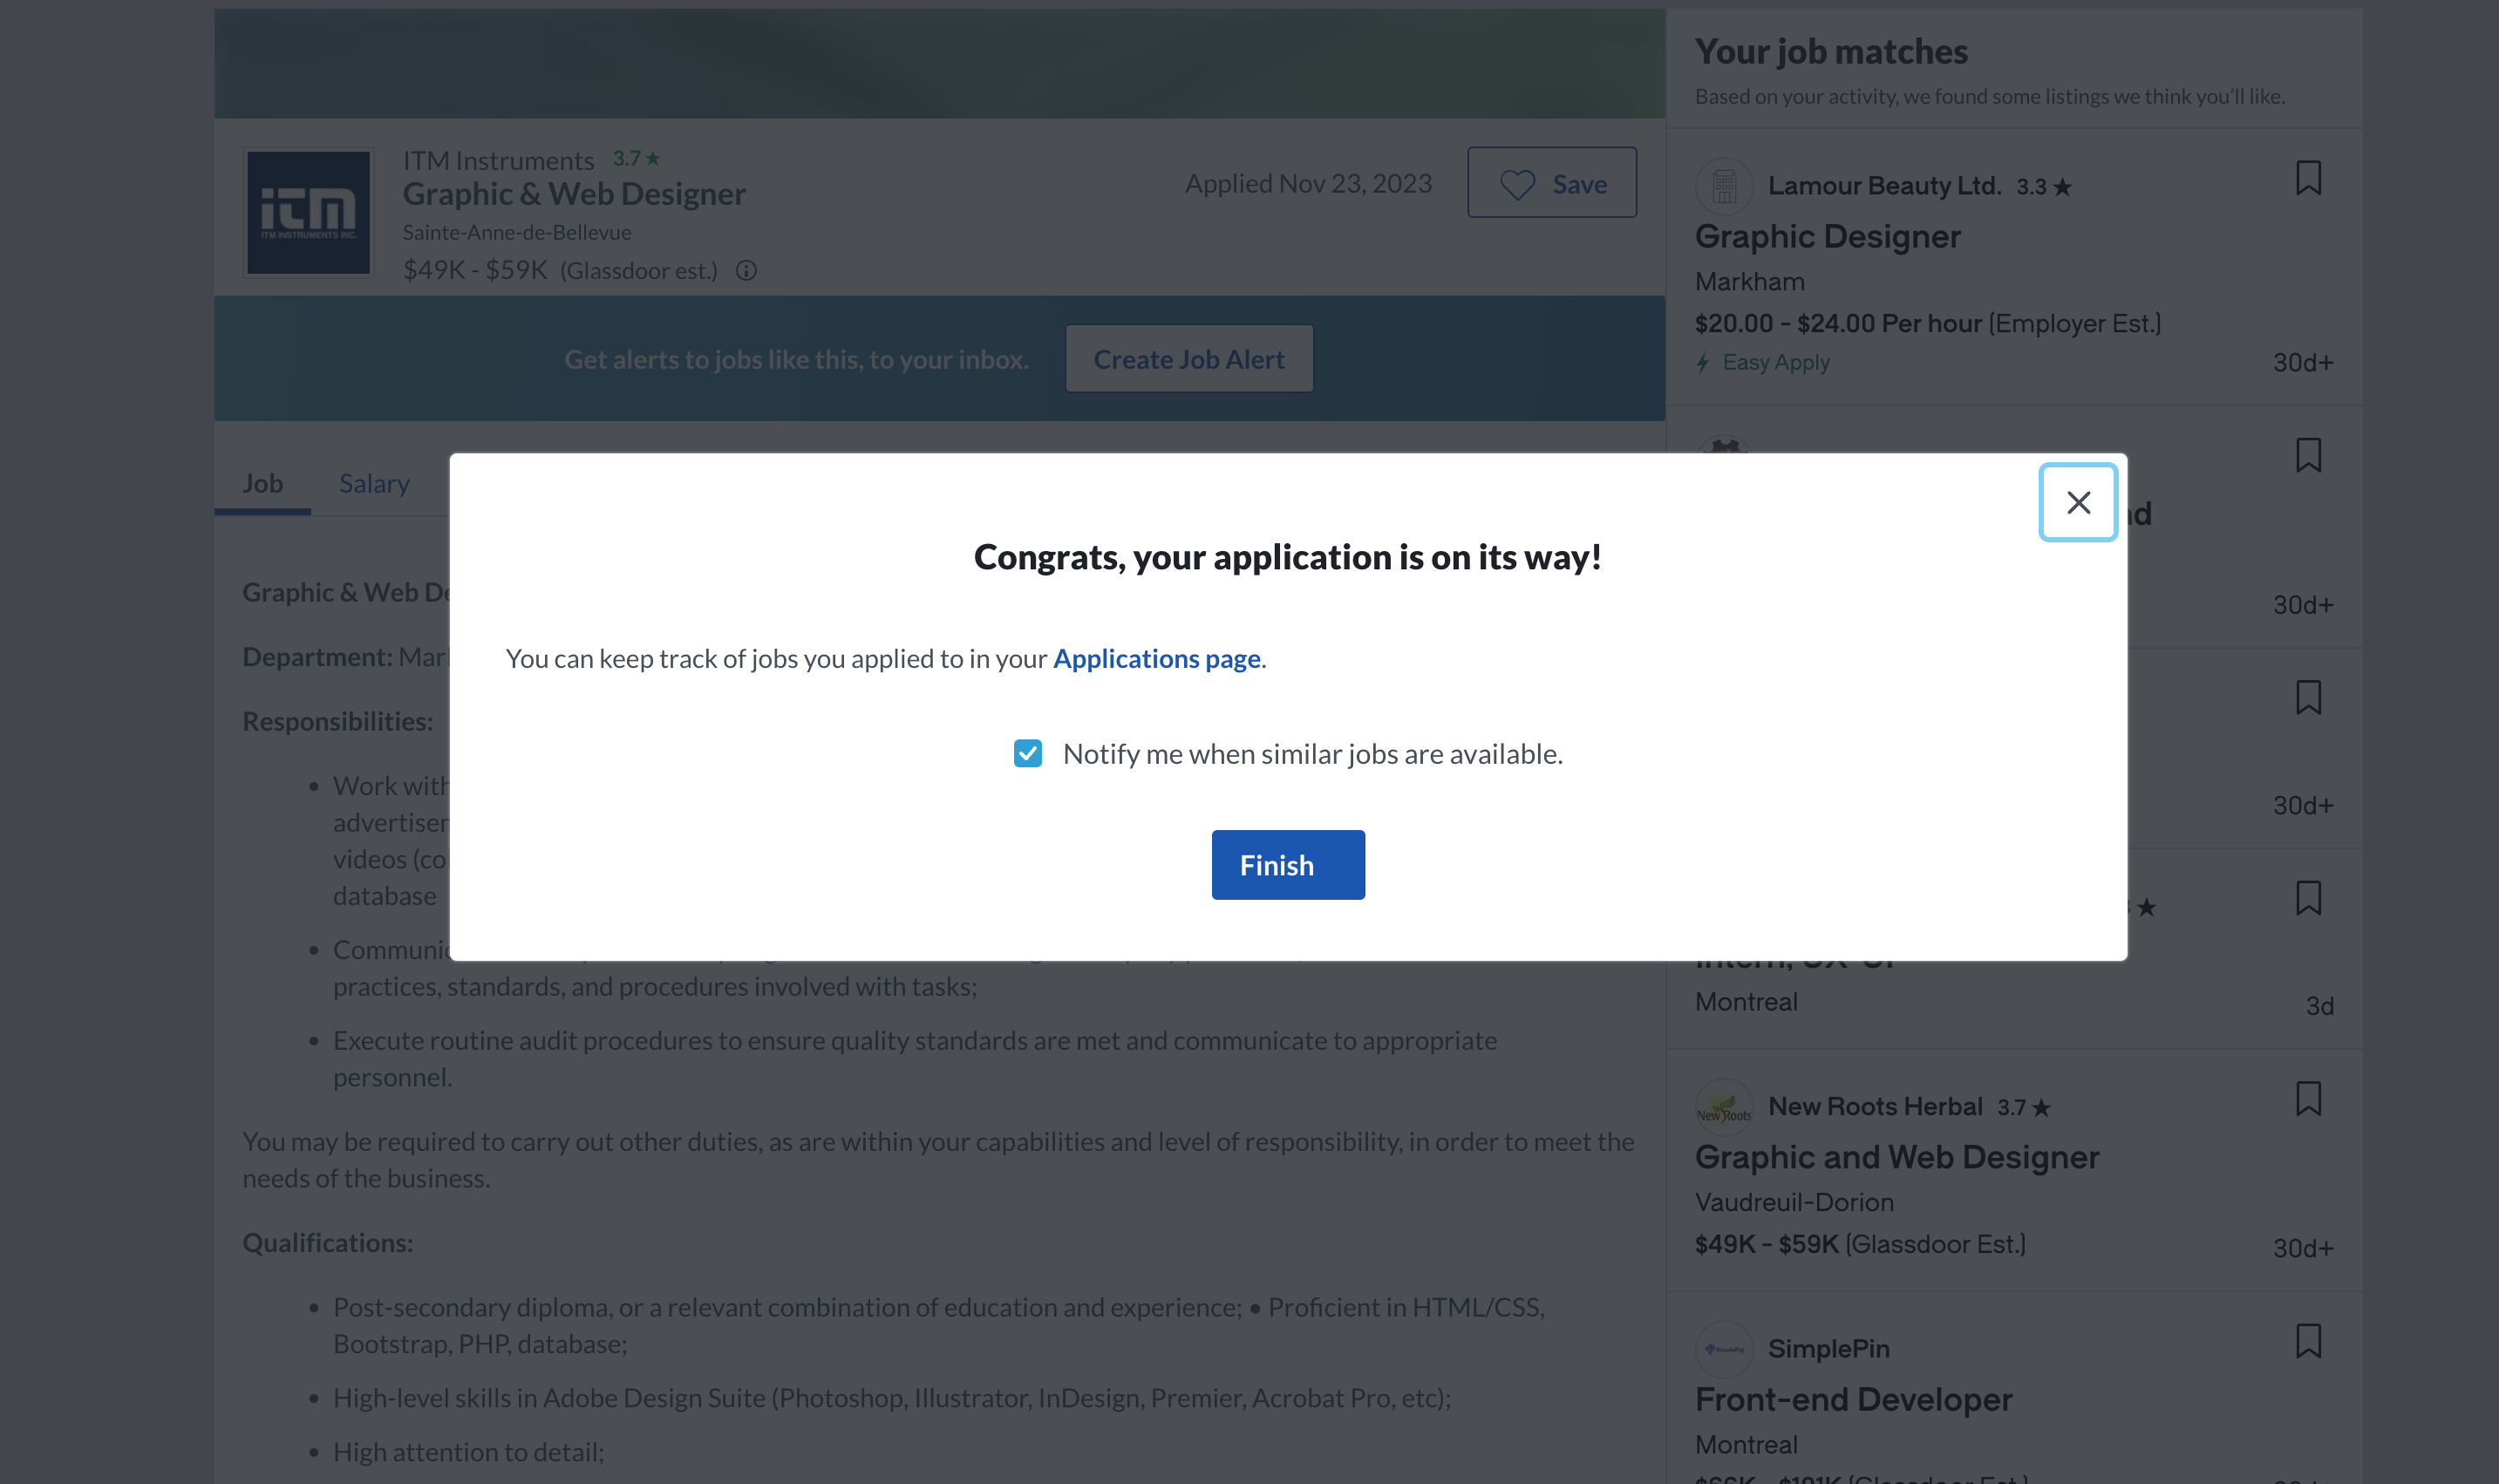 ITM Instruments 3.7 ★
Graphic & Web Designer
Sainte-Anne-de-Bellevue
$49K - $59K (Glassdoor est.)
itm
ITM INSTRUMENTS INC.
Applied Nov 23, 2023
Save
Get alerts to jobs like this, to your inbox.
Create Job Alert
Job Salary
Graphic & Web De
Department: Mar
Responsibilities:
• Work with
advertiser
videos (co
database
• Communic
practices, standards, and procedures involved with tasks;
• Execute routine audit procedures to ensure quality standards are met and communicate to appropriate
personnel.
You may be required to carry out other duties, as are within your capabilities and level of responsibility, in order to meet the
needs of the business.
Qualifications:
• Post-secondary diploma, or a relevant combination of education and experience; • Proficient in HTML/CSS,
Bootstrap, PHP, database;
• High-level skills in Adobe Design Suite (Photoshop, Illustrator, InDesign, Premier, Acrobat Pro, etc);
• High attention to detail;
Congrats, your application is on its way!
You can keep track of jobs you applied to in your Applications page.
Notify me when similar jobs are available.
Finish
Your job matches
Based on your activity, we found some listings we think you'll like.
Lamour Beauty Ltd. 3.3 ★
Graphic Designer
Markham
$20.00 - $24.00 Per hour (Employer Est.)
Easy Apply
30d+
30d+
30d+
★
Intern, UX-UI
Montreal
3d
New Roots
New Roots Herbal 3.7 ★
Graphic and Web Designer
Vaudreuil-Dorion
$49K - $59K (Glassdoor Est.)
30d+
SimplePin
Front-end Developer
Montreal